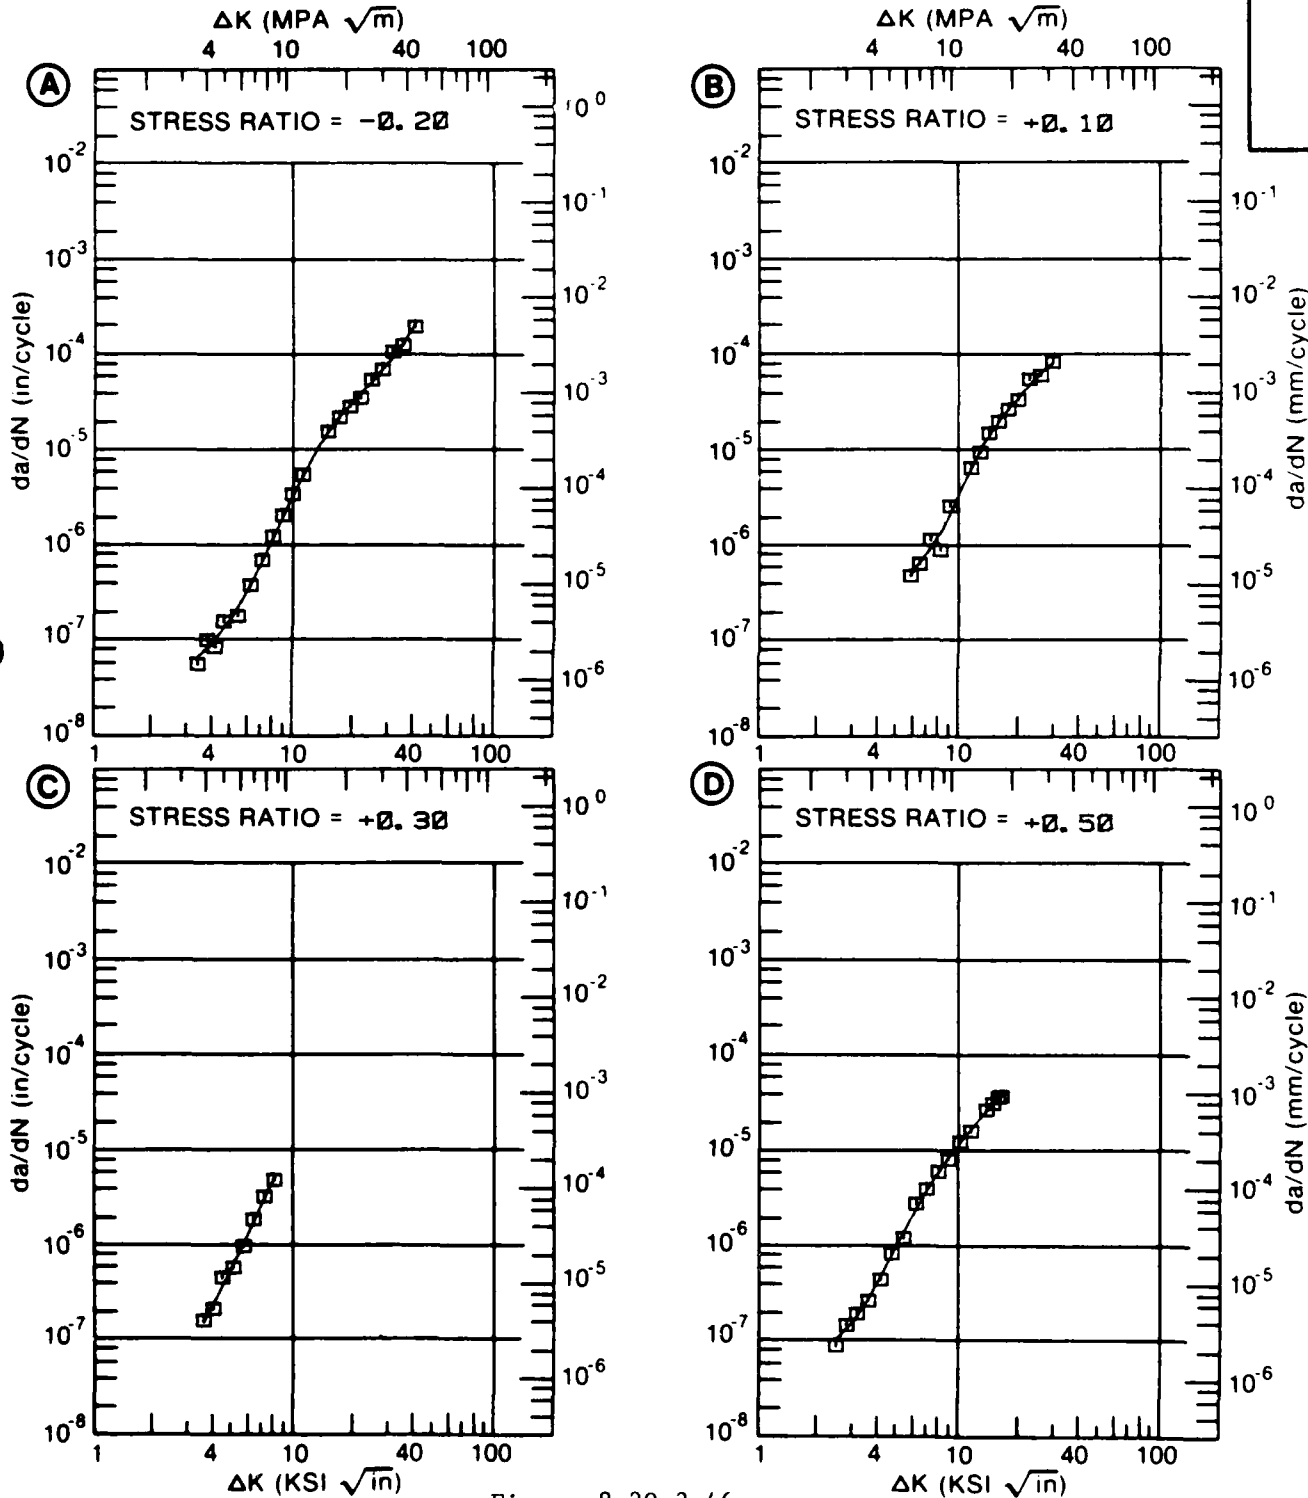 ΔK (MPA √m)
4 10 40 100
A
STRESS RATIO = -0.20
10^-2
10^-3
10^-4
10^-5
10^-6
10^-7
10^-8
da/dN (in/cycle)
10^0
10^-1
10^-2
10^-3
10^-4
10^-5
10^-6
1 4 10 40 100
ΔK (MPA √m)
4 10 40 100
B
STRESS RATIO = +0.10
10^-2
10^-3
10^-4
10^-5
10^-6
10^-7
10^-8
10^-1
10^-2
10^-3
10^-4
10^-5
10^-6
da/dN (mm/cycle)
1 4 10 40 100
C
STRESS RATIO = +0.30
10^-2
10^-3
10^-4
10^-5
10^-6
10^-7
10^-8
da/dN (in/cycle)
10^0
10^-1
10^-2
10^-3
10^-4
10^-5
10^-6
1 4 10 40 100
ΔK (KSI √in)
D
STRESS RATIO = +0.50
10^-2
10^-3
10^-4
10^-5
10^-6
10^-7
10^-8
10^0
10^-1
10^-2
10^-3
10^-4
10^-5
10^-6
da/dN (mm/cycle)
1 4 10 40 100
ΔK (KSI √in)